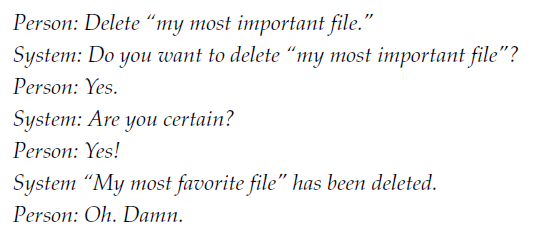 Person: Delete “my most important file.”
System: Do you want to delete “my most important file”?
Person: Yes.
System: Are you certain?
Person: Yes!
System “My most favorite file” has been deleted.
Person: Oh. Damn.